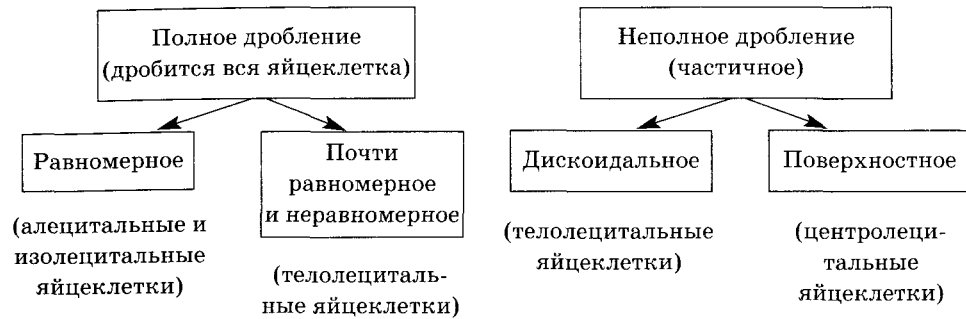 Полное дробление
(дробится вся яйцеклетка)
Равномерное
(алецитальные и
изолецитальные
яйцеклетки)
Почти
равномерное
и неравномерное
(телолециталь-
ные яйцеклетки)
Неполное дробление
(частичное)
Дискоидальное
(телолецитальные
яйцеклетки)
Поверхностное
(центролеци-
тальные
яйцеклетки)